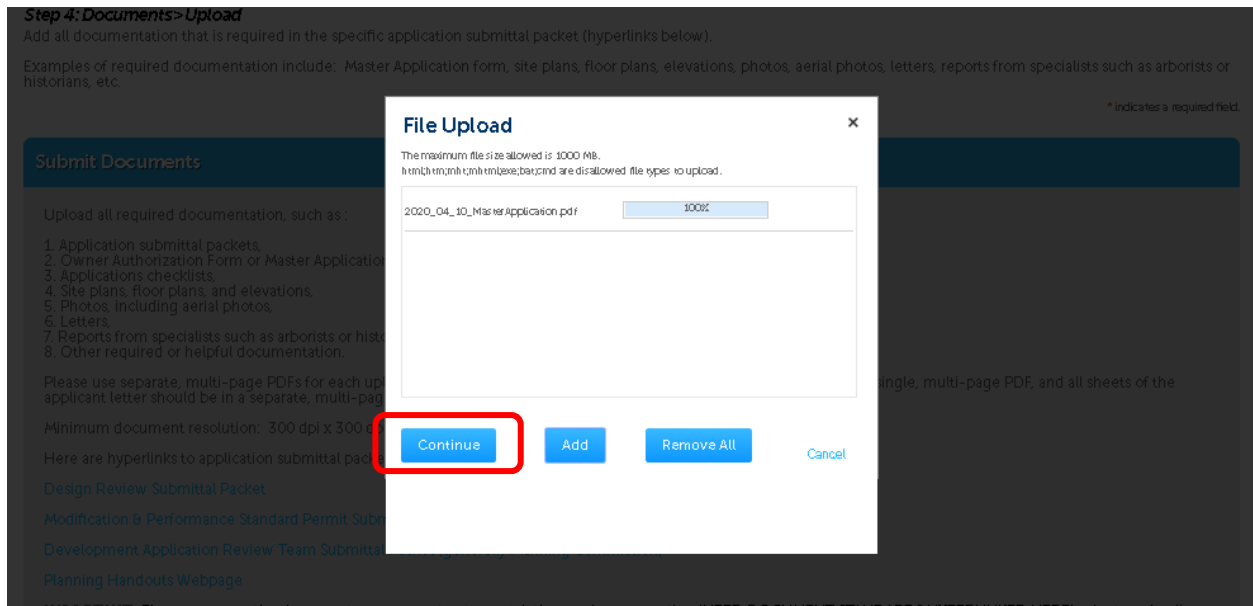 Step 4: Documents>Upload
Add all documentation that is required in the specific application submittal packet (hyperlinks below).
Examples of required documentation include: Master Application form, site plans, floor plans, elevations, photos, aerial photos, letters, reports from specialists such as arborists or
historians, etc.
* indicates a required field.
File Upload
×
The maximum file size allowed is 1000 MB.
html;htm;mht;mhtml;exe;bat;cmd are disallowed file types to upload.
Submit Documents
2020_04_10_MasterApplication.pdf 100%
Upload all required documentation, such as :
1. Application submittal packets,
2. Owner Authorization Form or Master Application
3. Applications checklists,
4. Site plans, floor plans, and elevations,
5. Photos, including aerial photos,
6. Letters,
7. Reports from specialists such as arborists or histo
8. Other required or helpful documentation.
Please use separate, multi-page PDFs for each upl ingle, multi-page PDF, and all sheets of the
applicant letter should be in a separate, multi-pag
Minimum document resolution: 300 dpi x 300 dp
Continue Add Remove All Cancel
Here are hyperlinks to application submittal packe
Design Review Submittal Packet
Modification & Performance Standard Permit Subm
Development Application Review Team Submittal
Planning Handouts Webpage